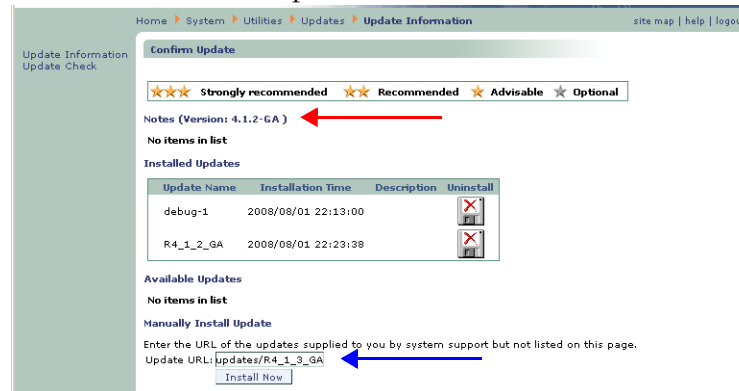 Home System Utilities Updates Update Information site map | help |
Update Information
Update Check
Confirm Update
Strongly recommended Recommended Advisable Optional
Notes (Version: 4.1.2-GA )
No items in list
Installed Updates
Update Name Installation Time Description Uninstall
debug-1 2008/08/01 22:13:00
R4_1_2_GA 2008/08/01 22:23:38
Available Updates
No items in list
Manually Install Update
Enter the URL of the updates supplied to you by system support but not listed on this page.
Update URL: updates/R4_1_3_GA
Install Now